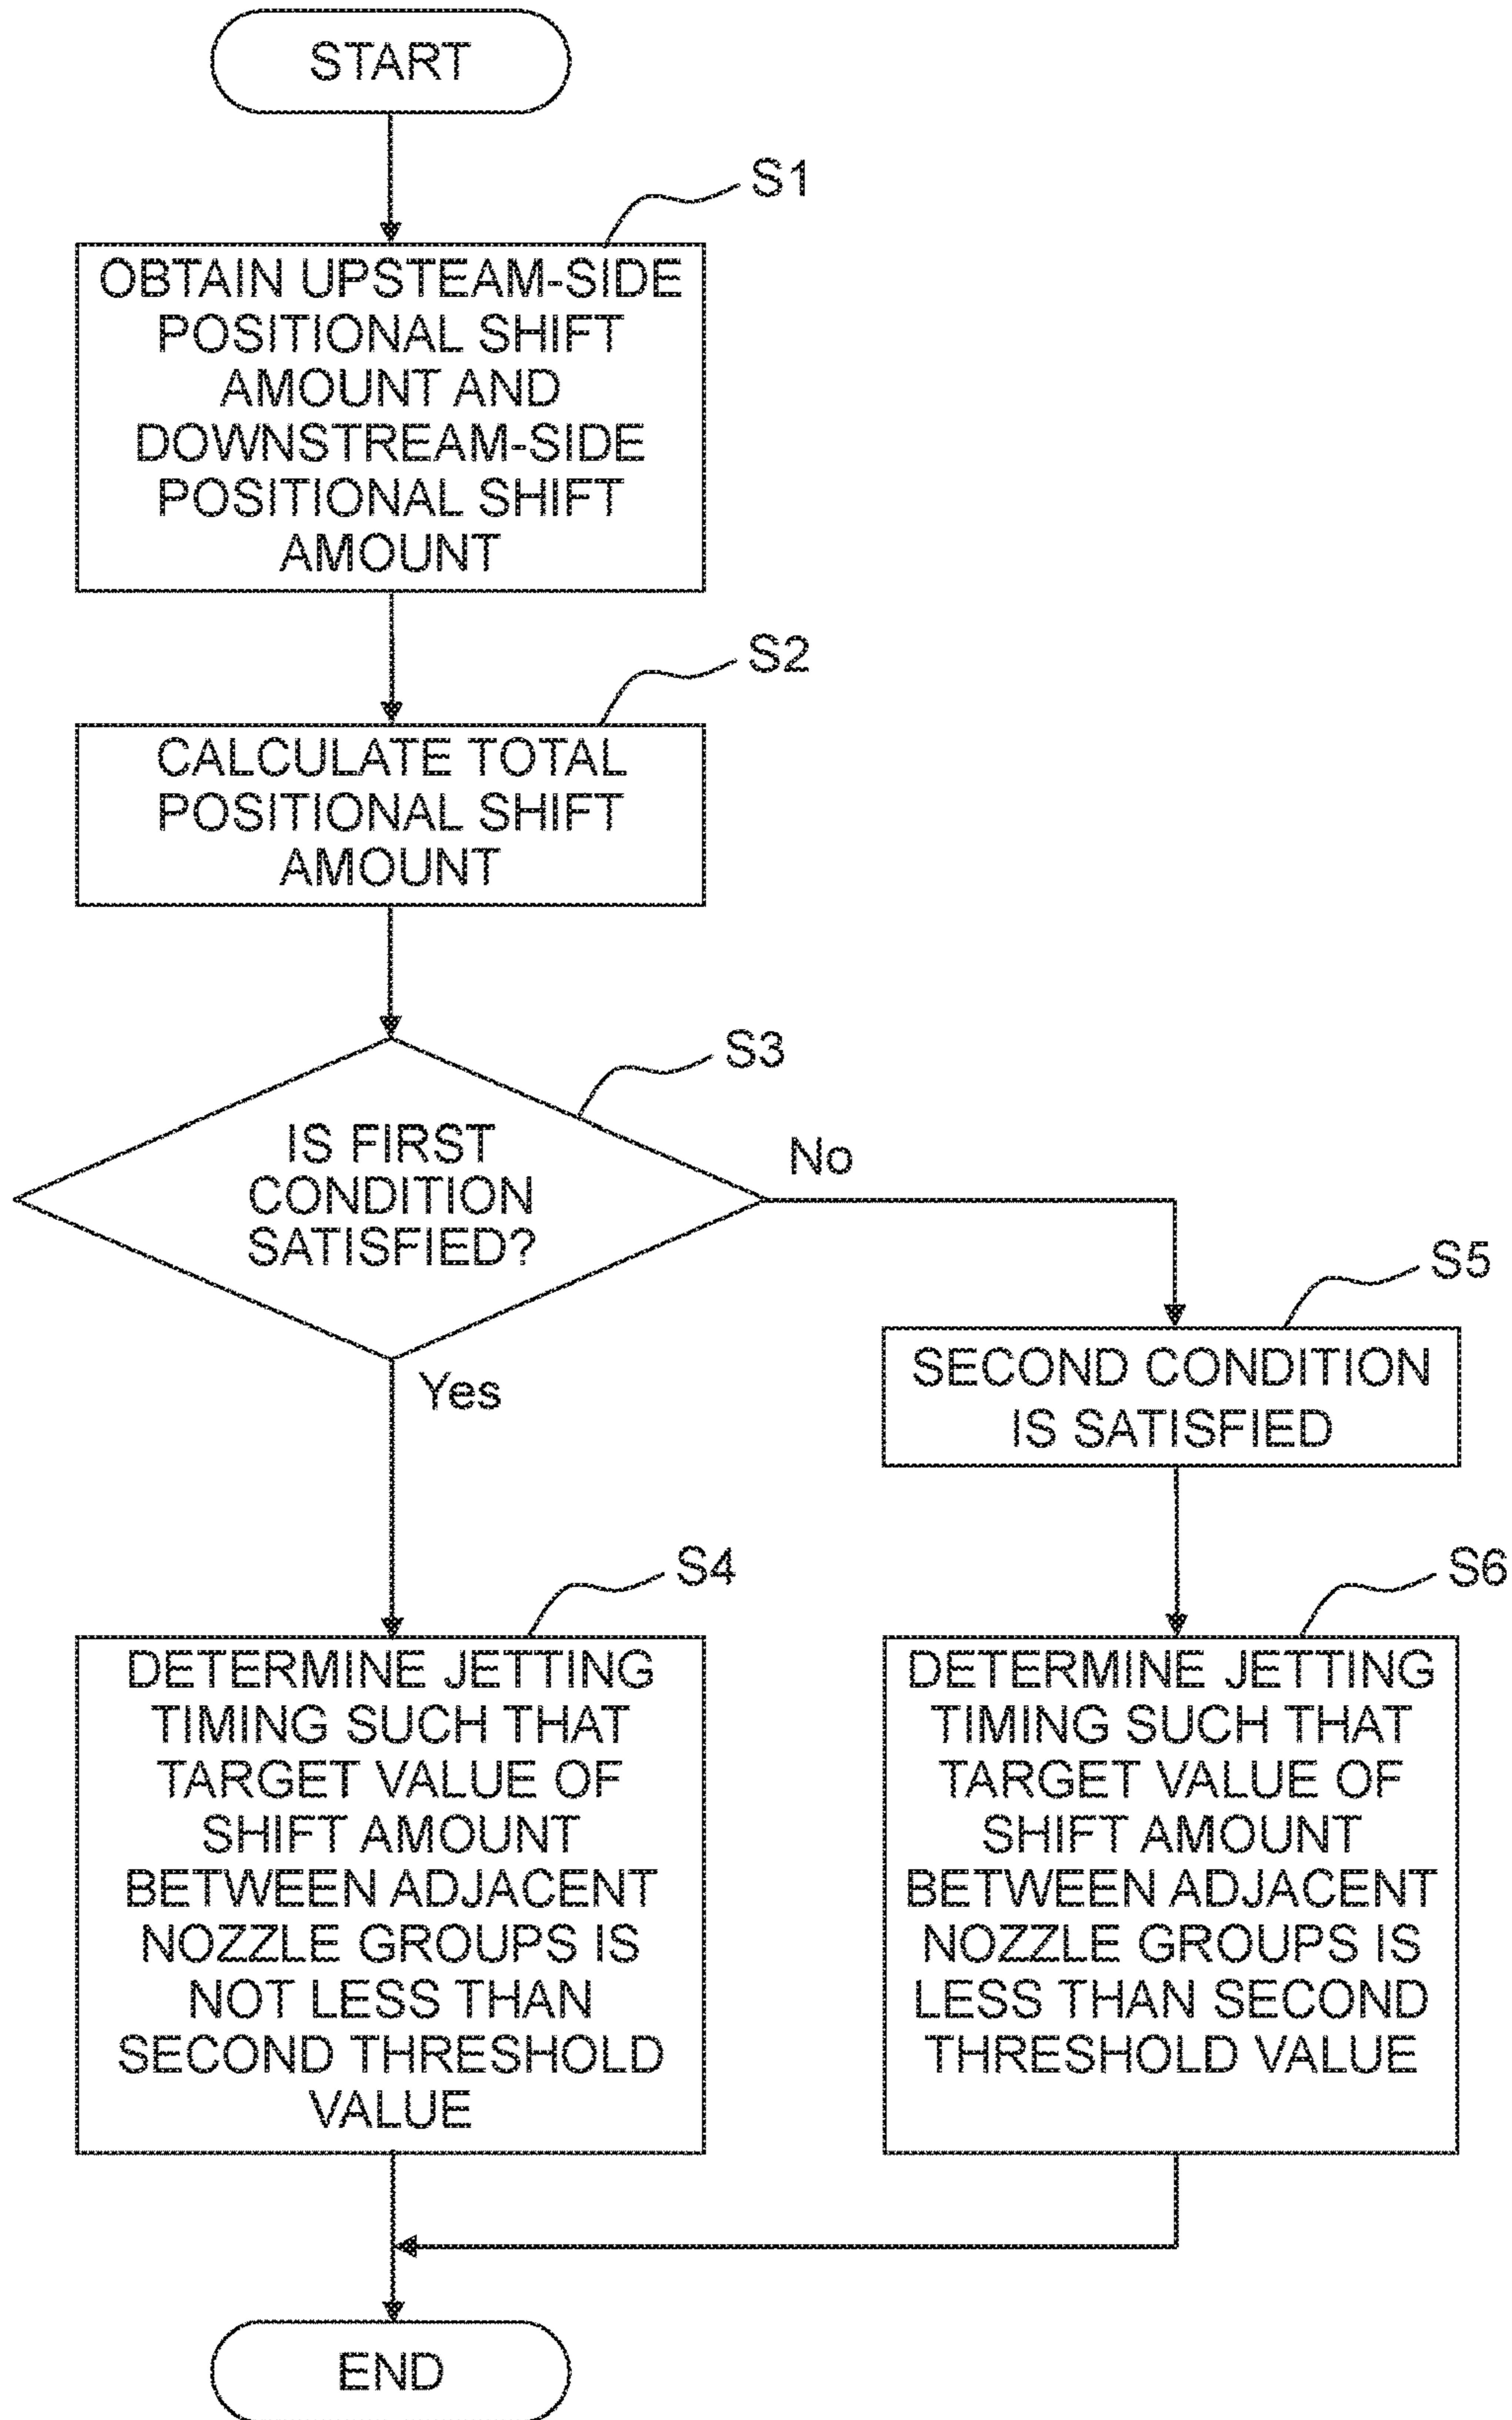 START
S1
OBTAIN UPSTEAM-SIDE
POSITIONAL SHIFT
AMOUNT AND
DOWNSTREAM-SIDE
POSITIONAL SHIFT
AMOUNT
S2
CALCULATE TOTAL
POSITIONAL SHIFT
AMOUNT
S3
IS FIRST
CONDITION
SATISFIED?
No
Yes
S5
SECOND CONDITION
IS SATISFIED
S4
DETERMINE JETTING
TIMING SUCH THAT
TARGET VALUE OF
SHIFT AMOUNT
BETWEEN ADJACENT
NOZZLE GROUPS IS
NOT LESS THAN
SECOND THRESHOLD
VALUE
S6
DETERMINE JETTING
TIMING SUCH THAT
TARGET VALUE OF
SHIFT AMOUNT
BETWEEN ADJACENT
NOZZLE GROUPS IS
LESS THAN SECOND
THRESHOLD VALUE
END